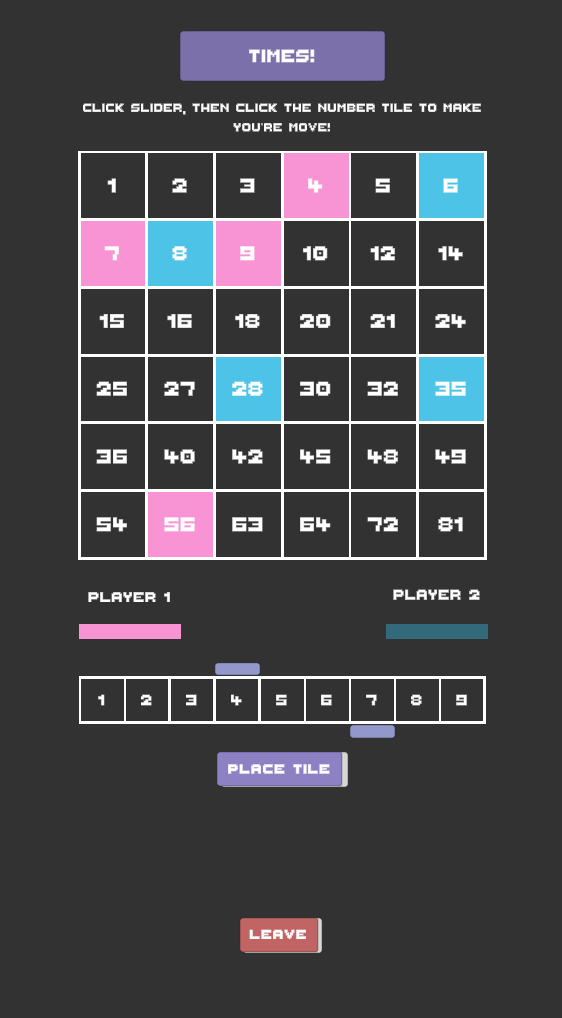 TIMES!
CLICK SLIDER, THEN CLICK THE NUMBER TILE TO MAKE
YOU'RE MOVE!
1 2 3 4 5 6
7 8 9 10 12 14
15 16 18 20 21 24
25 27 28 30 32 35
36 40 42 45 48 49
54 56 63 64 72 81
PLAYER 1 PLAYER 2
1 2 3 4 5 6 7 8 9
PLACE TILE
LEAVE